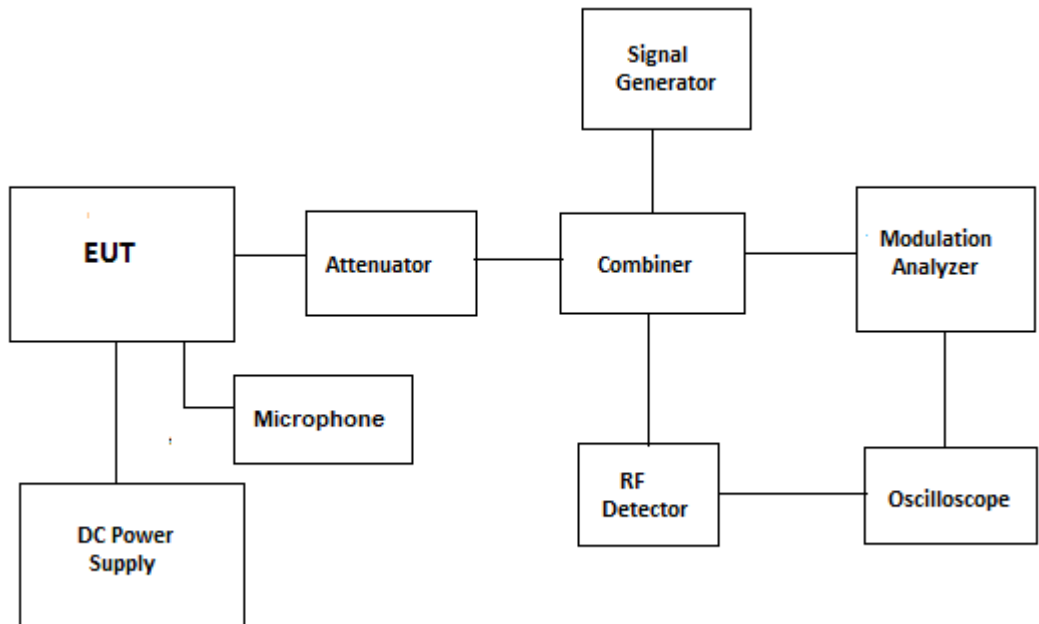 Signal
Generator
EUT
Attenuator
Combiner
Modulation
Analyzer
Microphone
RF
Detector
Oscilloscope
DC Power
Supply